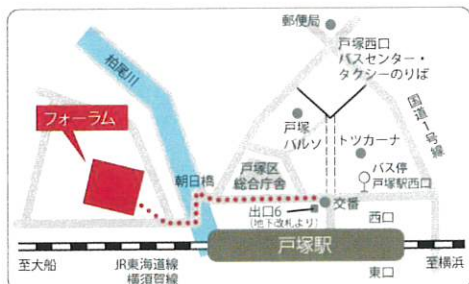 郵便局
戸塚西口
バスセンター・
タクシーのりば
国道1号線
柏尾川
フォーラム
戸塚
パルソ
トツカーナ
バス停
戸塚駅西口
朝日橋
戸塚区
総合庁舎
交番
出口6
(地下改札より)
西口
戸塚駅
至大船
JR東海道線
横須賀線
東口
至横浜